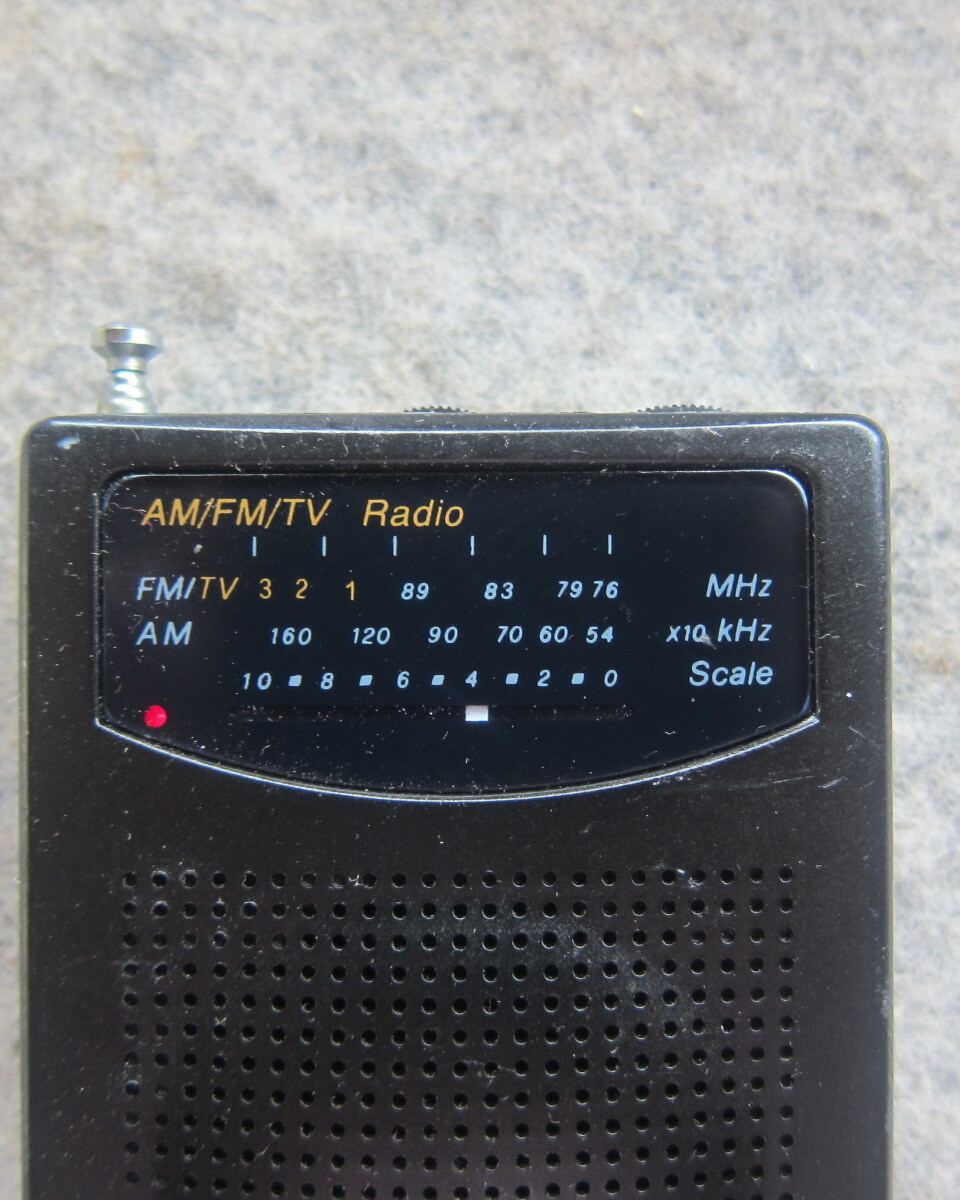 AM/FM/TV Radio
FM/TV 3 2 1 89 83 79 76 MHz
AM 160 120 90 70 60 54 x10 kHz
10 8 6 4 2 0 Scale